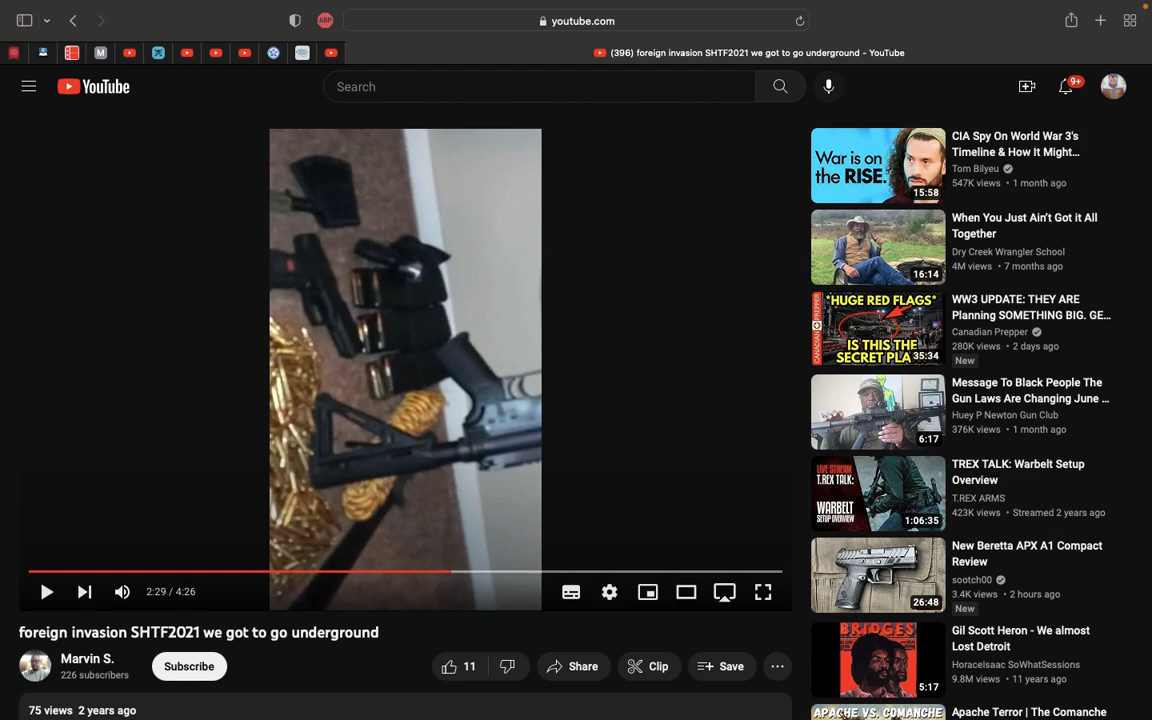 youtube.com
ABP
M
(396) foreign invasion SHTF2021 we got to go underground - YouTube
YouTube
Search
9+
War is on
the RISE.
15:58
CIA Spy On World War 3's
Timeline & How It Might...
Tom Bilyeu
547K views • 1 month ago
16:14
When You Just Ain't Got it All
Together
Dry Creek Wrangler School
4M views • 7 months ago
*HUGE RED FLAGS*
CANADIAN PREPPER
IS THIS THE
SECRET PLA
35:34
WW3 UPDATE: THEY ARE
Planning SOMETHING BIG. GE...
Canadian Prepper
280K views • 2 days ago
New
6:17
Message To Black People The
Gun Laws Are Changing June ...
Huey P Newton Gun Club
376K views • 1 month ago
LIVE STREAM
T.REX TALK:
WARBELT
SETUP OVERVIEW
1:06:35
TREX TALK: Warbelt Setup
Overview
T.REX ARMS
423K views • Streamed 2 years ago
26:48
New Beretta APX A1 Compact
Review
sootch00
3.4K views • 2 hours ago
New
BRIDGES
5:17
Gil Scott Heron - We almost
Lost Detroit
HoraceIsaac SoWhatSessions
9.8M views • 11 years ago
APACHE VS. COMANCHE
Apache Terror | The Comanche
2:29 / 4:26
foreign invasion SHTF2021 we got to go underground
Marvin S.
226 subscribers
Subscribe
11
Share
Clip
Save
75 views 2 years ago